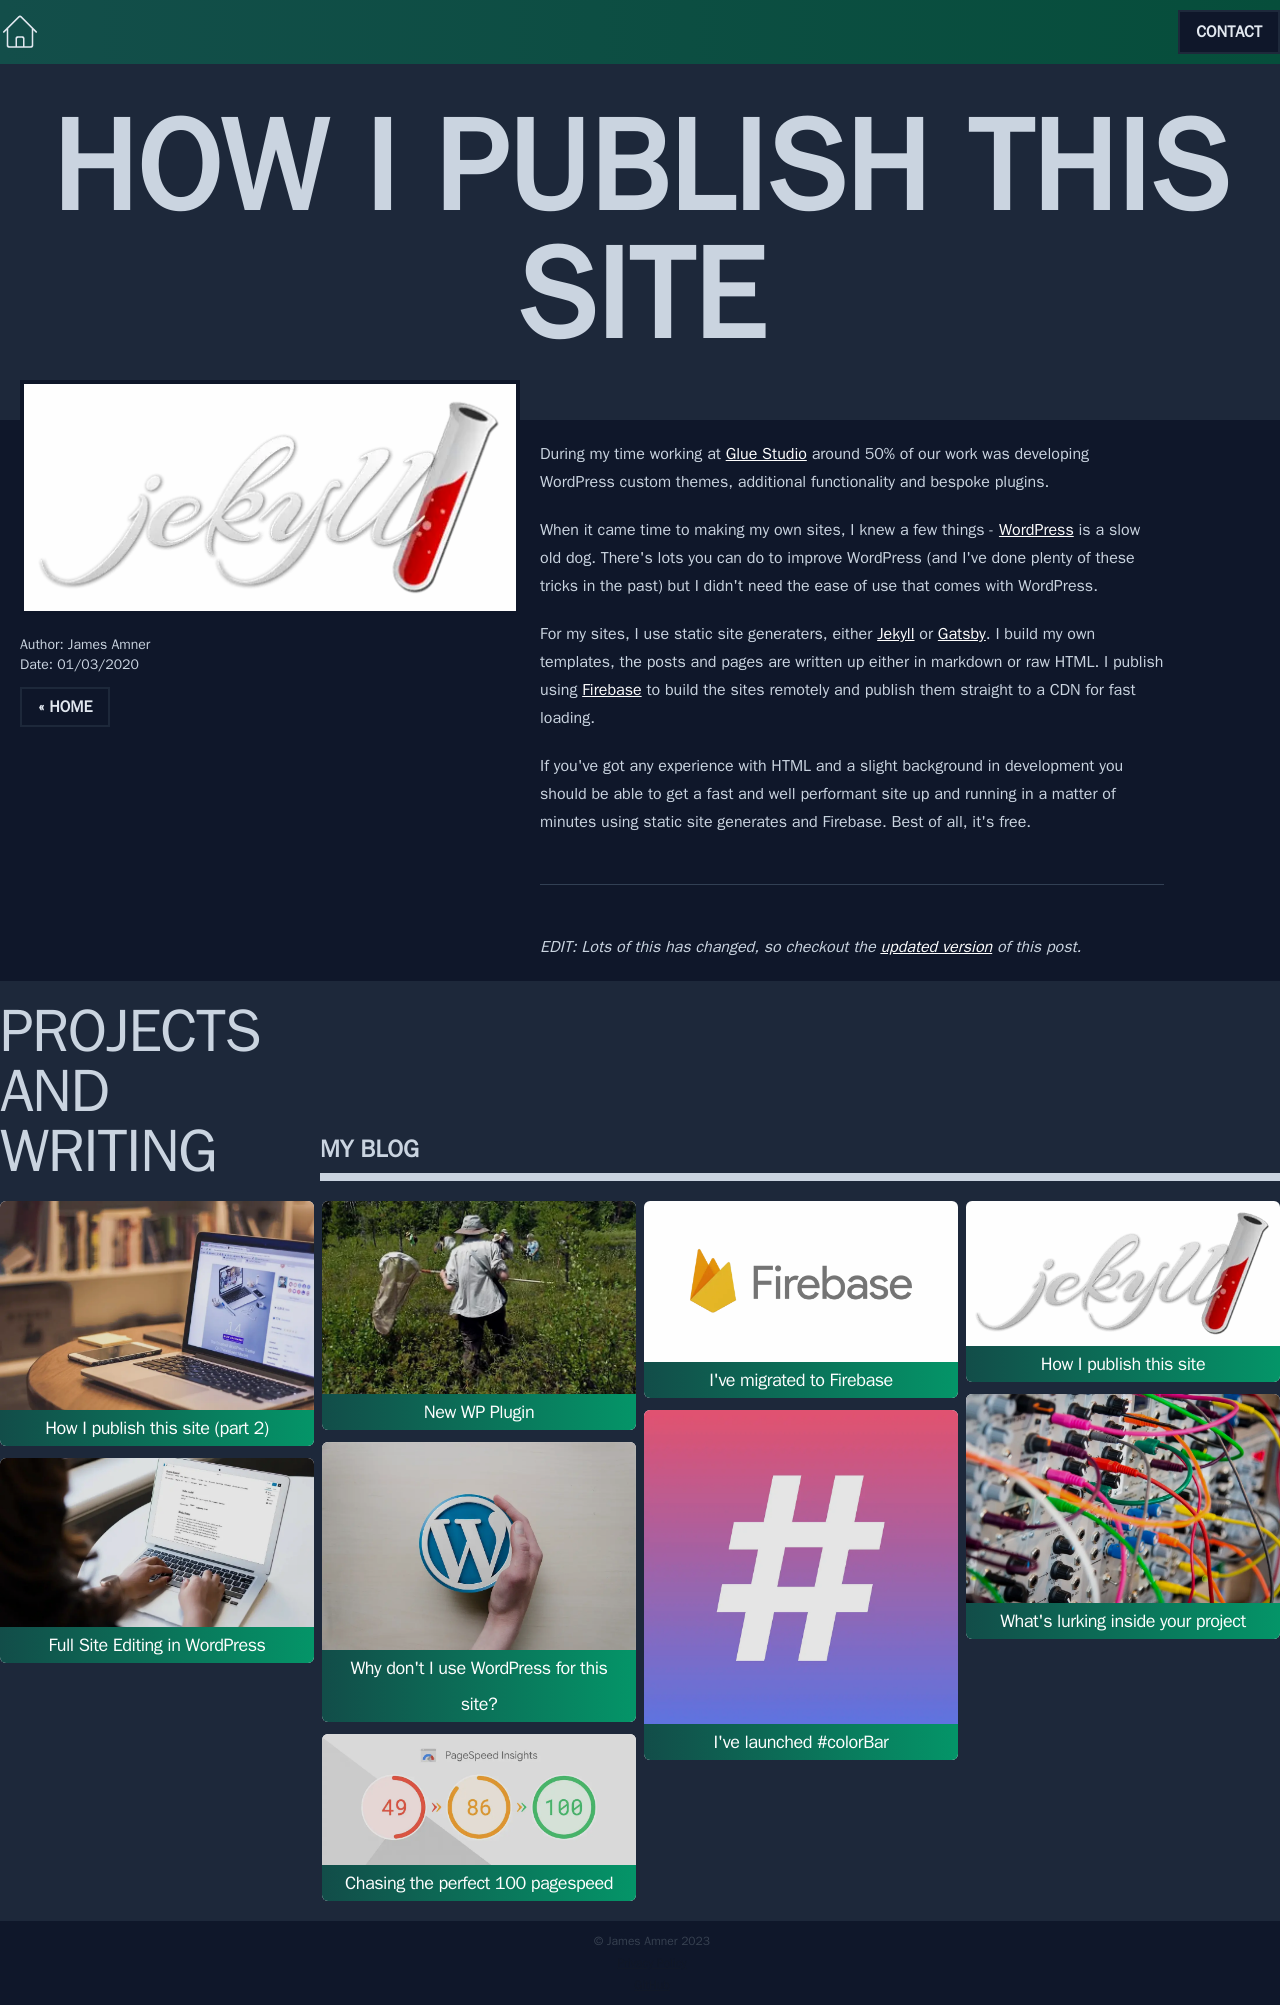 CONTACT
HOW I PUBLISH THIS
SITE
jekyll
Author: James Amner
Date: 01/03/2020
« HOME
During my time working at Glue Studio around 50% of our work was developing
WordPress custom themes, additional functionality and bespoke plugins.
When it came time to making my own sites, I knew a few things - WordPress is a slow
old dog. There's lots you can do to improve WordPress (and I've done plenty of these
tricks in the past) but I didn't need the ease of use that comes with WordPress.
For my sites, I use static site generaters, either Jekyll or Gatsby. I build my own
templates, the posts and pages are written up either in markdown or raw HTML. I publish
using Firebase to build the sites remotely and publish them straight to a CDN for fast
loading.
If you've got any experience with HTML and a slight background in development you
should be able to get a fast and well performant site up and running in a matter of
minutes using static site generates and Firebase. Best of all, it's free.
EDIT: Lots of this has changed, so checkout the updated version of this post.
PROJECTS
AND
WRITING
MY BLOG
How I publish this site (part 2)
Full Site Editing in WordPress
New WP Plugin
W
Why don't I use WordPress for this
site?
PageSpeed Insights
49 » 86 » 100
Chasing the perfect 100 pagespeed
Firebase
I've migrated to Firebase
#
I've launched #colorBar
jekyll
How I publish this site
What's lurking inside your project
© James Amner 2023